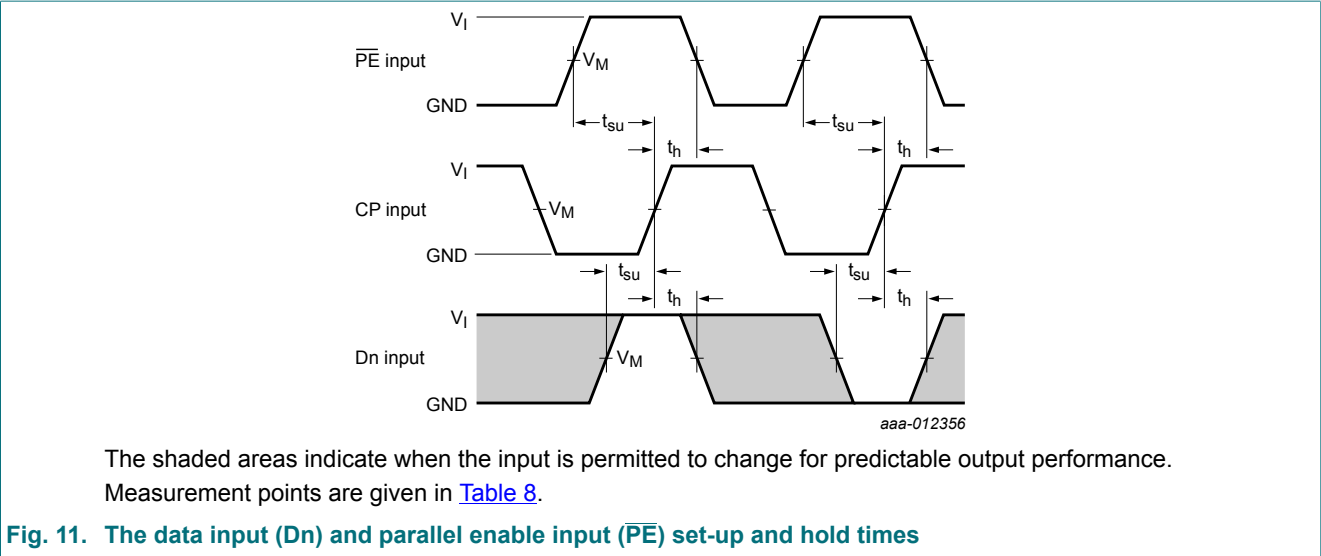 V_I
PE input
V_M
GND
t_su
t_su
t_h
t_h
V_I
CP input
V_M
GND
t_su
t_su
t_h
t_h
V_I
Dn input
V_M
GND
aaa-012356
The shaded areas indicate when the input is permitted to change for predictable output performance.
Measurement points are given in Table 8.
Fig. 11. The data input (Dn) and parallel enable input (P̅E̅) set-up and hold times